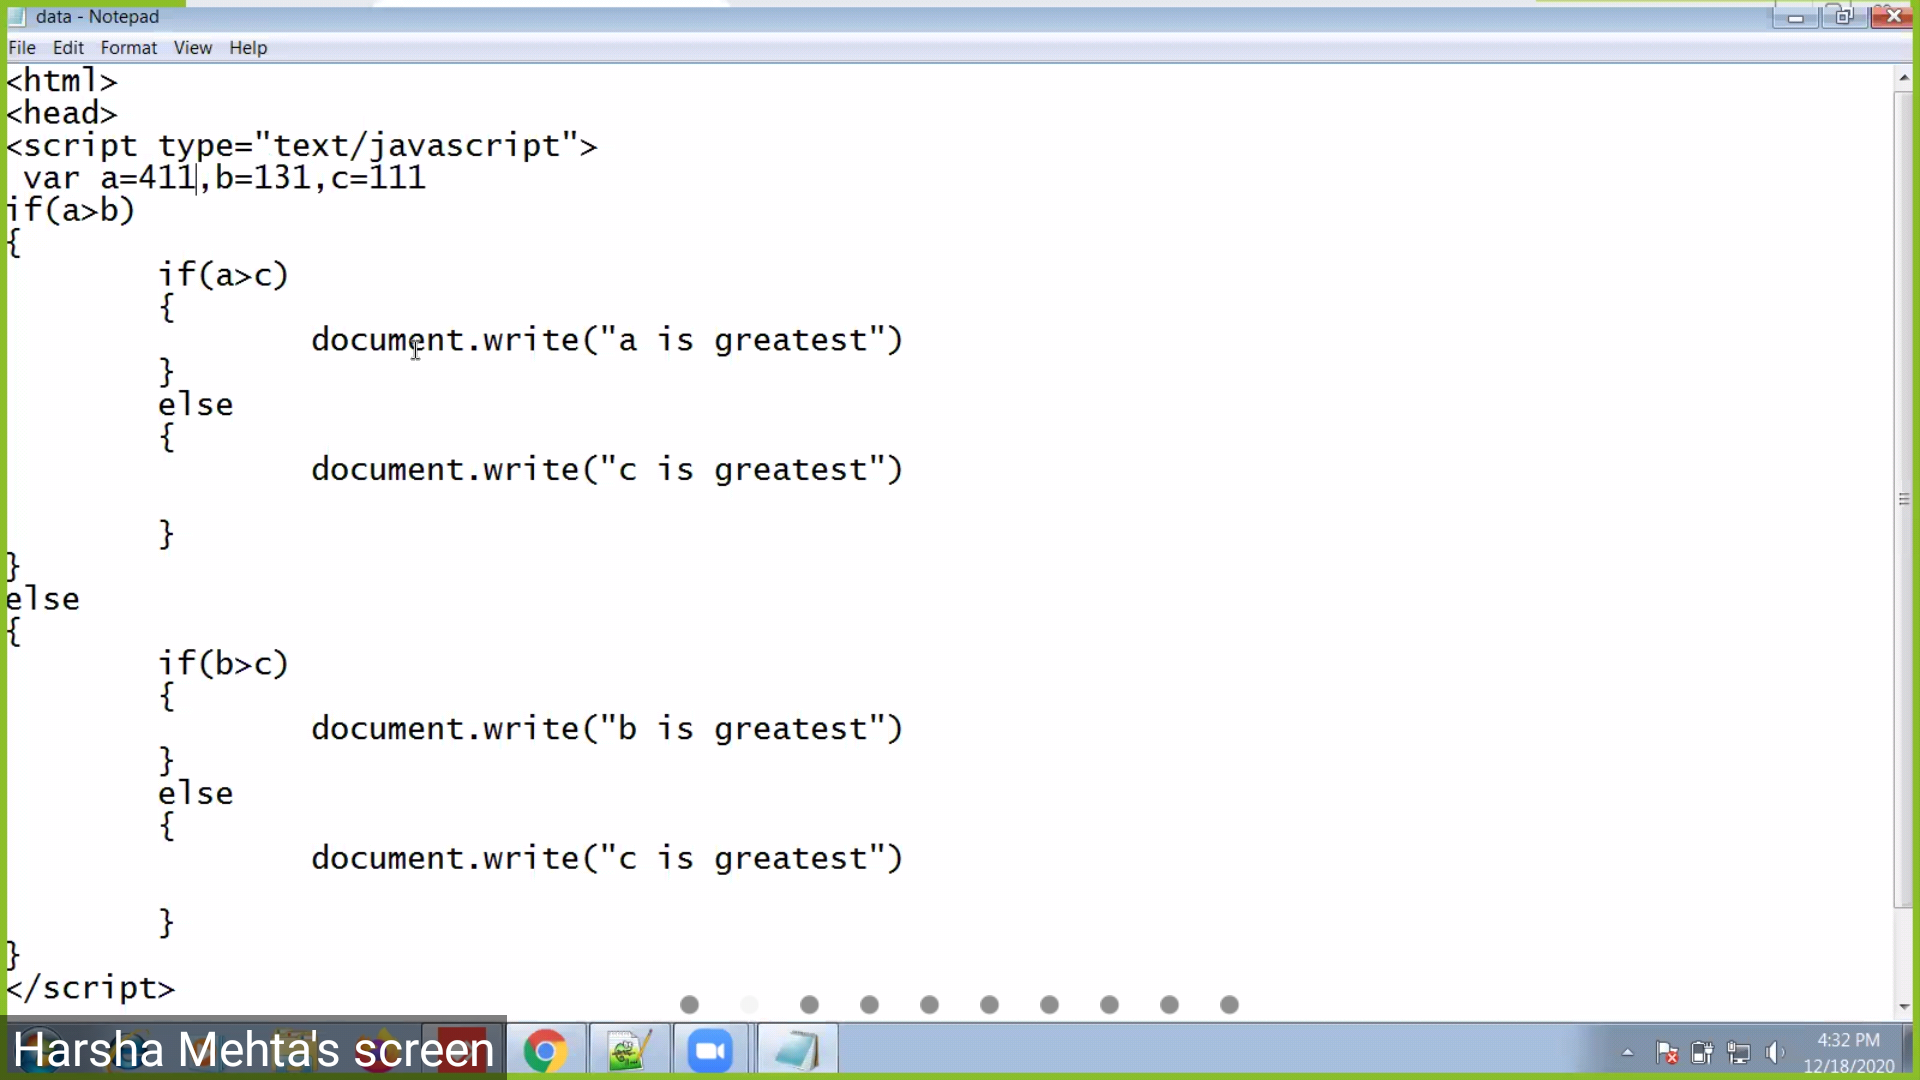 data - Notepad
File Edit Format View Help
<html>
<head>
<script type="text/javascript">
var a=411,b=131,c=111
if(a>b)
{
if(a>c)
{
document.write("a is greatest")
}
else
{
document.write("c is greatest")
}
}
else
{
if(b>c)
{
document.write("b is greatest")
}
else
{
document.write("c is greatest")
}
}
</script>
Harsha Mehta's screen
4:32 PM
12/18/2020